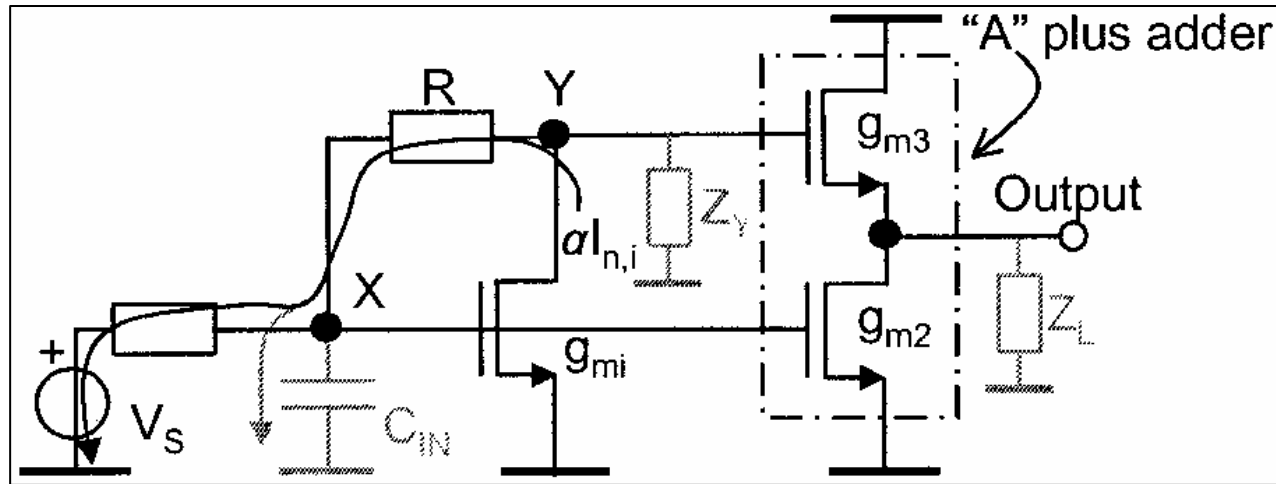 "A" plus adder
R
Y
g_m3
Z_Y
Output
αI_n,i
X
g_mi
g_m2
Z_L
+
V_S
C_IN